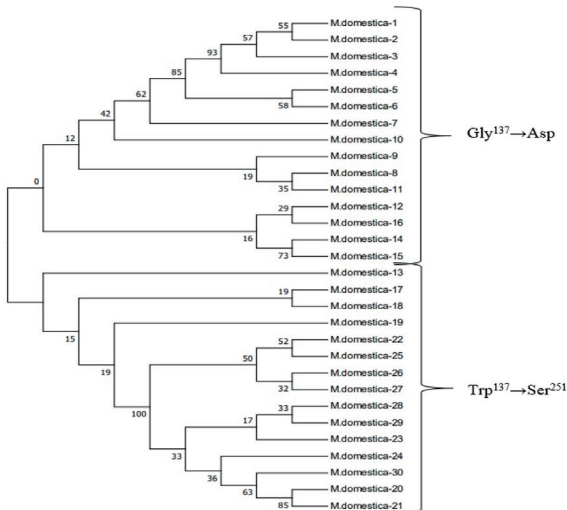 55
M.domestica-1
57
M.domestica-2
93
M.domestica-3
85
M.domestica-4
62
M.domestica-5
58
M.domestica-6
42
M.domestica-7
12
M.domestica-10
Gly¹³⁷→Asp
0
M.domestica-9
19
M.domestica-8
35
M.domestica-11
29
M.domestica-12
16
M.domestica-16
M.domestica-14
73
M.domestica-15
M.domestica-13
19
M.domestica-17
15
M.domestica-18
19
M.domestica-19
52
M.domestica-22
50
M.domestica-25
M.domestica-26
32
M.domestica-27
Trp¹³⁷→Ser²⁵¹
100
33
M.domestica-28
17
M.domestica-29
M.domestica-23
33
M.domestica-24
36
M.domestica-30
63
M.domestica-20
85
M.domestica-21